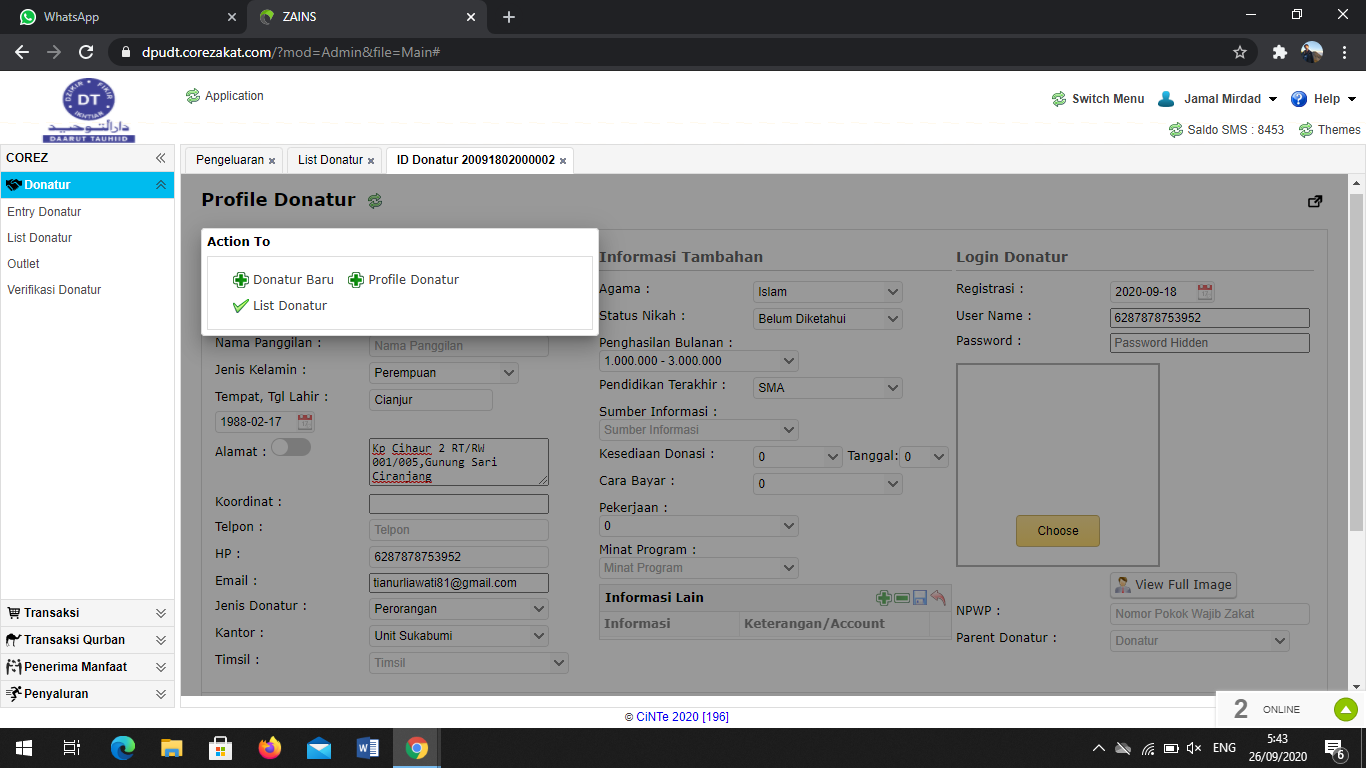 WhatsApp
ZAINS
dpudt.corezakat.com/?mod=Admin&file=Main#
DZIKIR FIKIR IKHTIAR
DT
دارالتوحيد
DAARUT TAUHIID
Application
Switch Menu
Jamal Mirdad
Help
Saldo SMS : 8453
Themes
COREZ
Donatur
Entry Donatur
List Donatur
Outlet
Verifikasi Donatur
Transaksi
Transaksi Qurban
Penerima Manfaat
Penyaluran
Pengeluaran
List Donatur
ID Donatur 20091802000002
Profile Donatur
Action To
Donatur Baru
Profile Donatur
List Donatur
Nama Panggilan :
Nama Panggilan
Jenis Kelamin :
Perempuan
Tempat, Tgl Lahir :
Cianjur
1988-02-17
Alamat :
Kp Cihaur 2 RT/RW
001/005,Gunung Sari
Ciranjang
Koordinat :
Telpon :
Telpon
HP :
6287878753952
Email :
tianurliawati81@gmail.com
Jenis Donatur :
Perorangan
Kantor :
Unit Sukabumi
Timsil :
Timsil
Informasi Tambahan
Agama :
Islam
Status Nikah :
Belum Diketahui
Penghasilan Bulanan :
1.000.000 - 3.000.000
Pendidikan Terakhir :
SMA
Sumber Informasi :
Sumber Informasi
Kesediaan Donasi :
0
Tanggal:
0
Cara Bayar :
0
Pekerjaan :
0
Minat Program :
Minat Program
Informasi Lain
Informasi
Keterangan/Account
Login Donatur
Registrasi :
2020-09-18
User Name :
6287878753952
Password :
Password Hidden
Choose
View Full Image
NPWP :
Nomor Pokok Wajib Zakat
Parent Donatur :
Donatur
© CiNTe 2020 [196]
2 ONLINE
ENG
5:43
26/09/2020
6